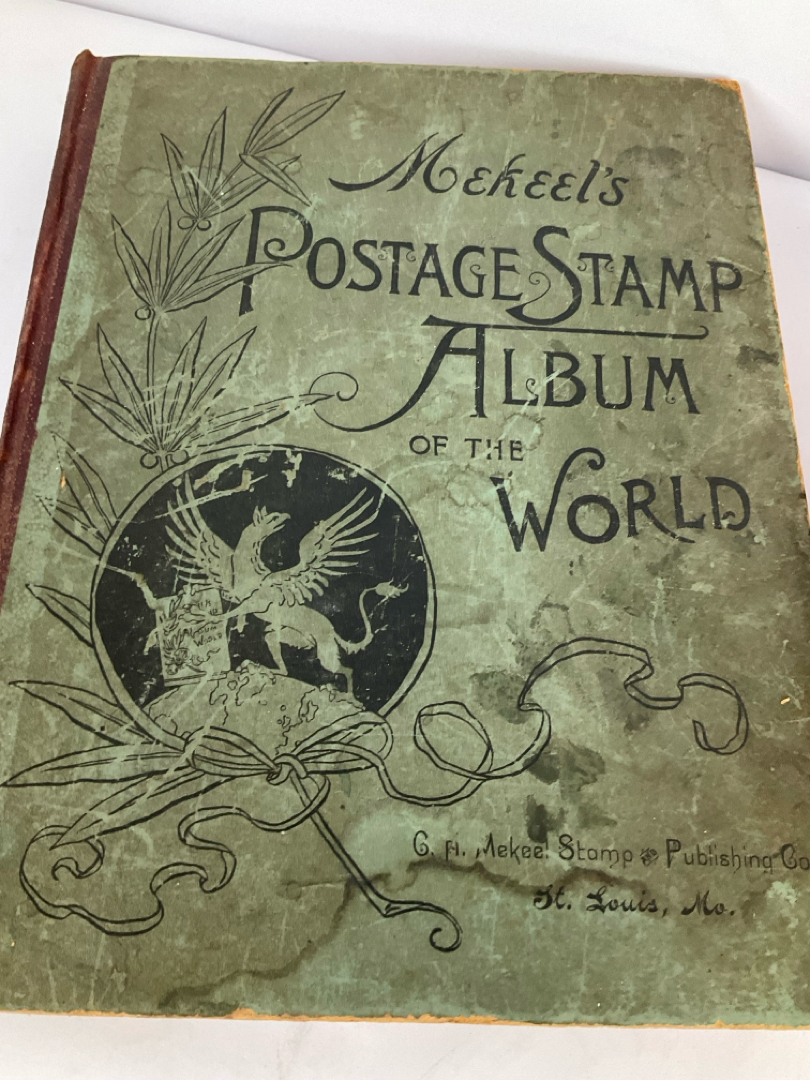 Mekeel's
Postage Stamp
Album
of the
World
C. H. Mekeel Stamp & Publishing Co
St. Louis, Mo.